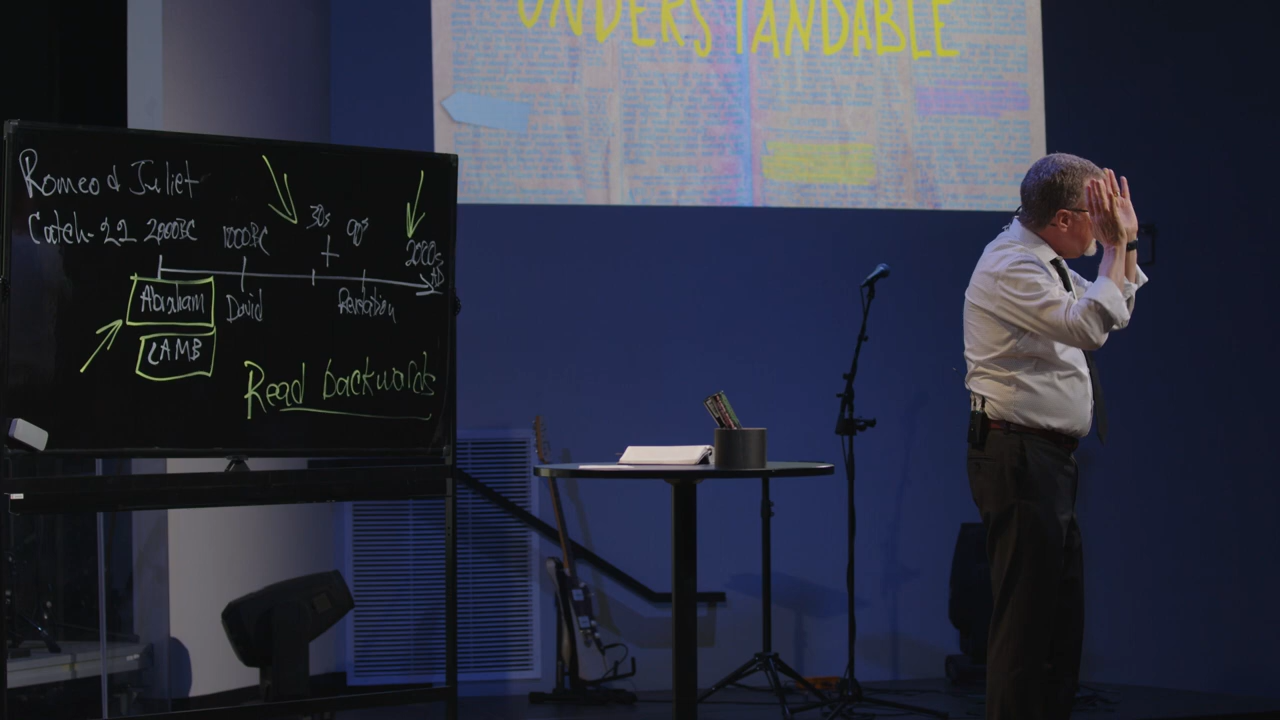 UNDERSTANDABLE
Romeo & Juliet
Catch-22 2000BC 1000BC 30s 90s 2000s
AD
Abraham David Revelation
LAMB
Read backwards